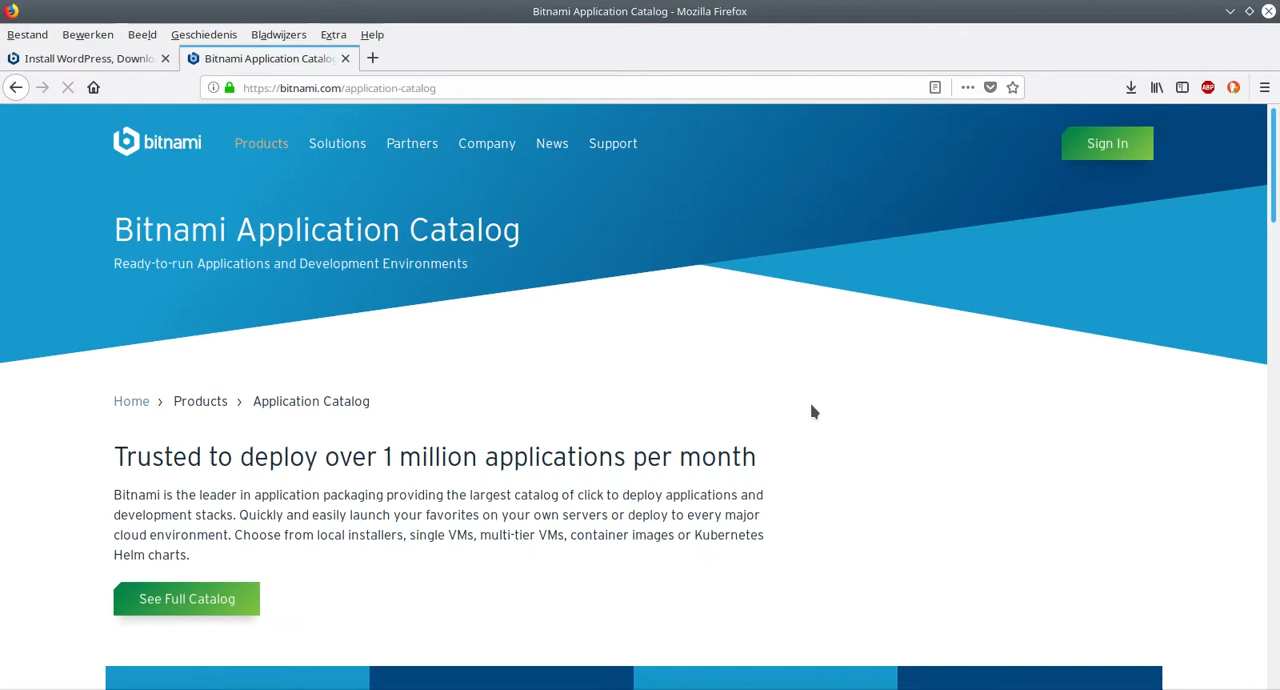 Bitnami Application Catalog - Mozilla Firefox
Bestand Bewerken Beeld Geschiedenis Bladwijzers Extra Help
Install WordPress, Downlo
Bitnami Application Catalog
https://bitnami.com/application-catalog
ABP
bitnami Products Solutions Partners Company News Support Sign In
Bitnami Application Catalog
Ready-to-run Applications and Development Environments
Home › Products › Application Catalog
Trusted to deploy over 1 million applications per month
Bitnami is the leader in application packaging providing the largest catalog of click to deploy applications and
development stacks. Quickly and easily launch your favorites on your own servers or deploy to every major
cloud environment. Choose from local installers, single VMs, multi-tier VMs, container images or Kubernetes
Helm charts.
See Full Catalog